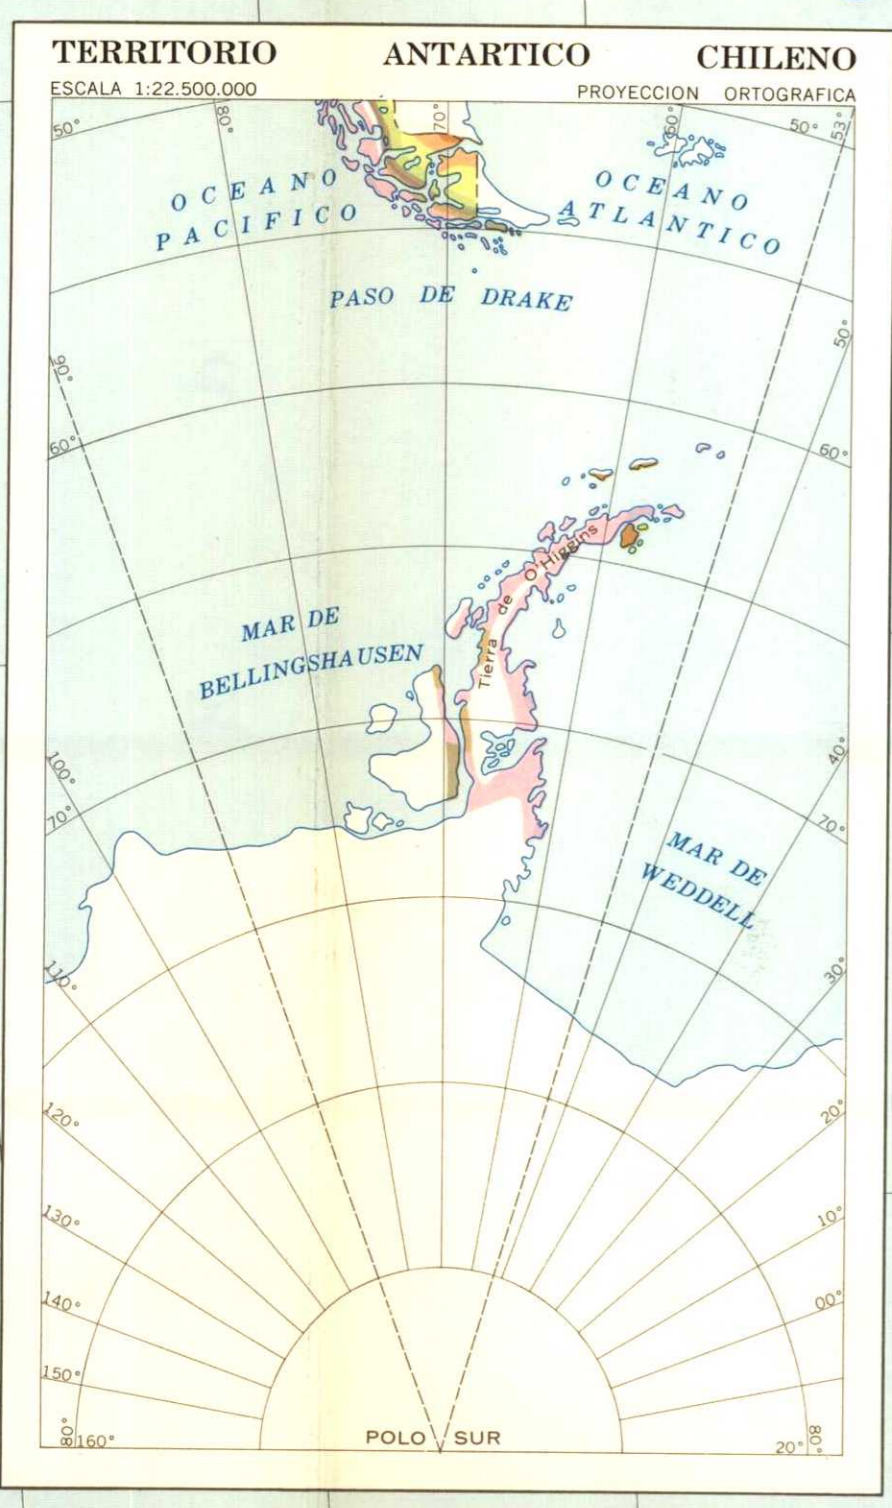 TERRITORIO ANTARTICO CHILENO
ESCALA 1:22.500.000 PROYECCION ORTOGRAFICA
50° 80° 70° 60° 50° 53°
OCEANO
PACIFICO
OCEANO
ATLANTICO
PASO DE DRAKE
50°
90°
60°
60°
Tierra de O'Higgins
MAR DE
BELLINGSHAUSEN
40°
100°
70°
70°
MAR DE
WEDDELL
30°
110°
120°
20°
130°
10°
140°
00°
150°
80° 160°
POLO SUR
20° 80°